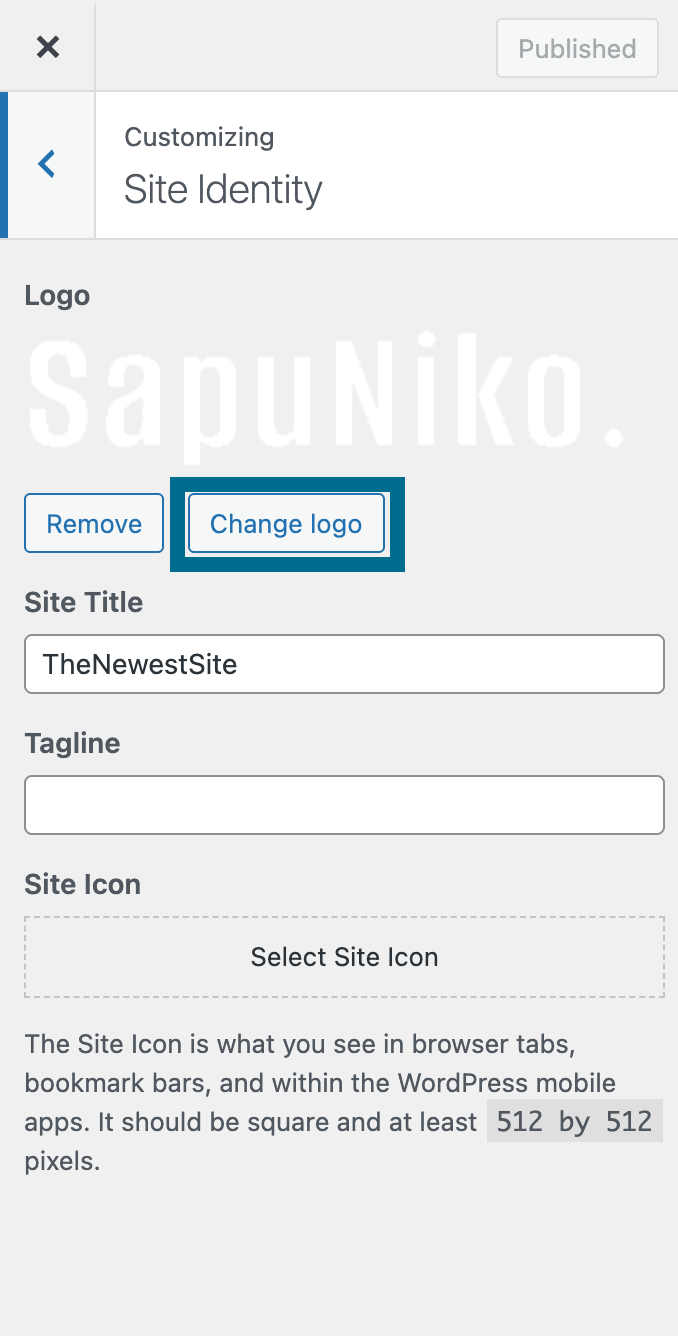 Published
Customizing
Site Identity
Logo
SapuNiko.
Remove
Change logo
Site Title
TheNewestSite
Tagline
Site Icon
Select Site Icon
The Site Icon is what you see in browser tabs,
bookmark bars, and within the WordPress mobile
apps. It should be square and at least 512 by 512
pixels.